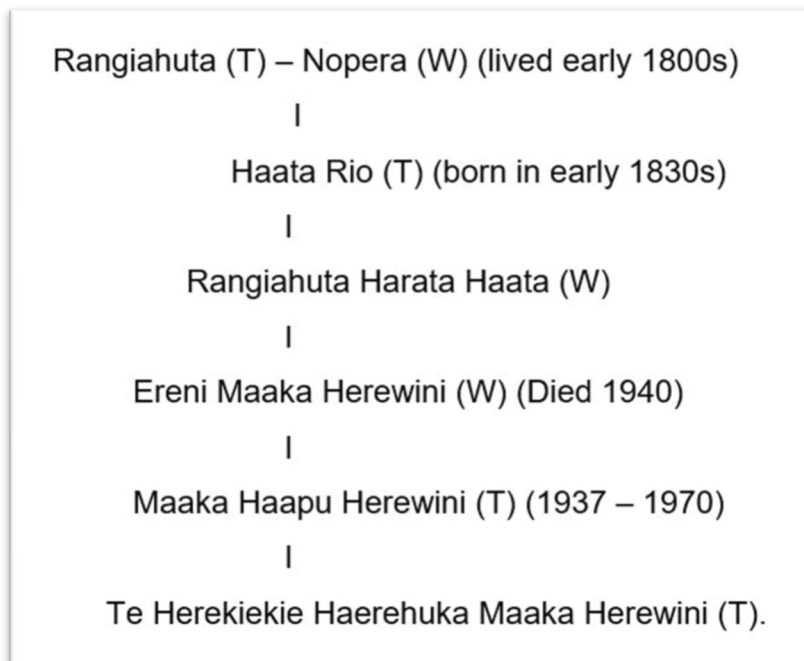 Rangiahuta (T) – Nopera (W) (lived early 1800s)
|
Haata Rio (T) (born in early 1830s)
|
Rangiahuta Harata Haata (W)
|
Ereni Maaka Herewini (W) (Died 1940)
|
Maaka Haapu Herewini (T) (1937 – 1970)
|
Te Herekiekie Haerehuka Maaka Herewini (T).